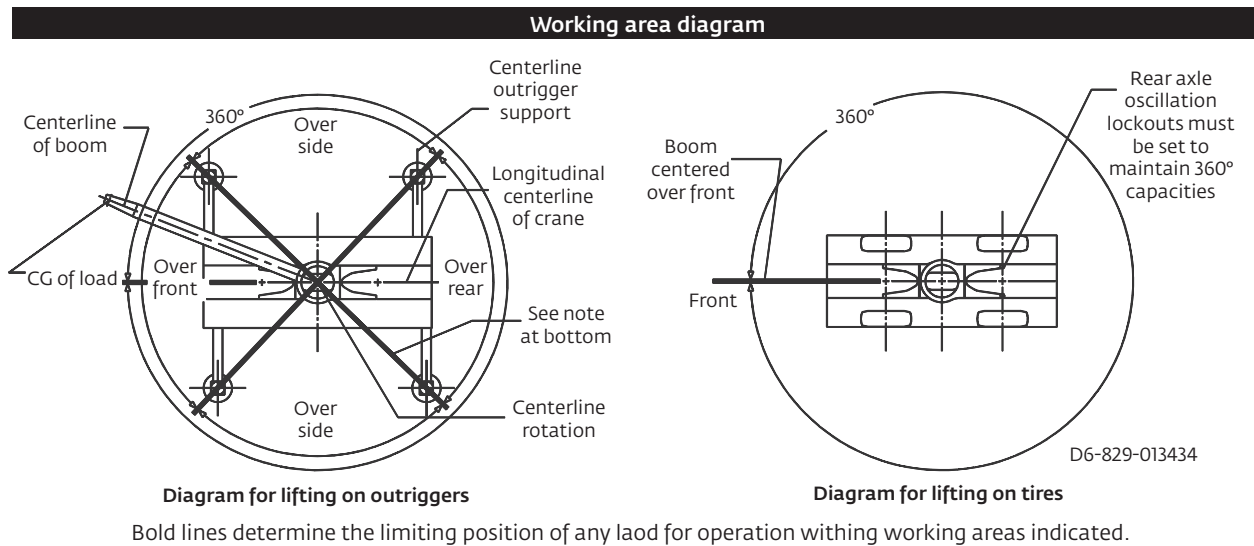 Working area diagram
Centerline
outrigger
support
360°
Over
side
Centerline
of boom
Longitudinal
centerline
of crane
CG of load
Over
front
Over
rear
See note
at bottom
Over
side
Centerline
rotation
Diagram for lifting on outriggers
360°
Rear axle
oscillation
lockouts must
be set to
maintain 360°
capacities
Boom
centered
over front
Front
D6-829-013434
Diagram for lifting on tires
Bold lines determine the limiting position of any laod for operation withing working areas indicated.